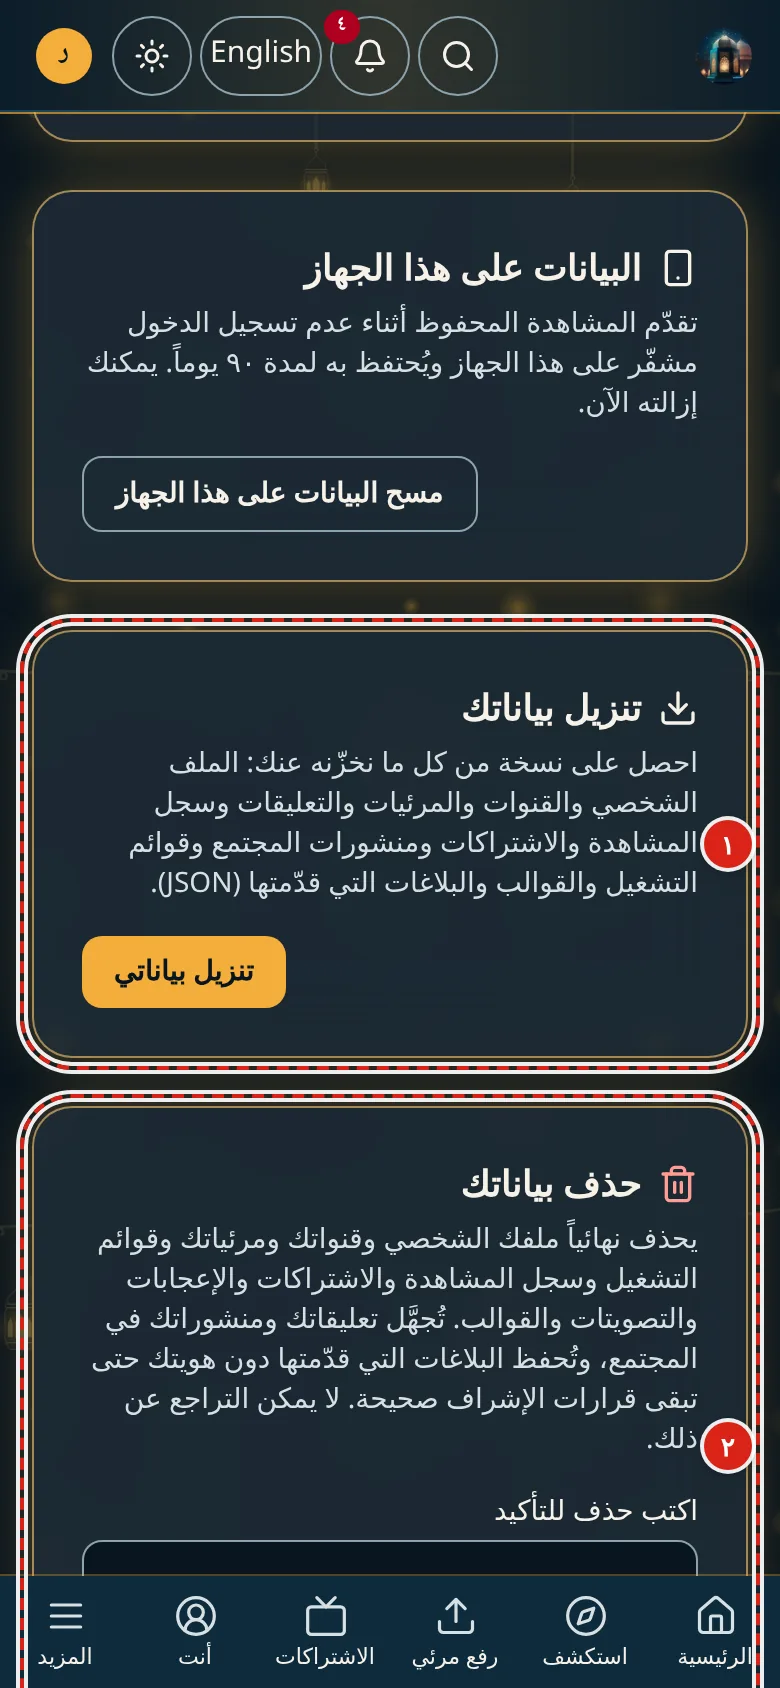 ٤
English
ر
البيانات على هذا الجهاز
تقدّم المشاهدة المحفوظ أثناء عدم تسجيل الدخول
مشفّر على هذا الجهاز ويُحتفظ به لمدة ٩٠ يوماً. يمكنك
إزالته الآن.
مسح البيانات على هذا الجهاز
تنزيل بياناتك
احصل على نسخة من كل ما نخزّنه عنك: الملف
الشخصي والقنوات والمرئيات والتعليقات وسجل
المشاهدة والاشتراكات ومنشورات المجتمع وقوائم
التشغيل والقوالب والبلاغات التي قدّمتها (JSON).
١
تنزيل بياناتي
حذف بياناتك
يحذف نهائياً ملفك الشخصي وقنواتك ومرئياتك وقوائم
التشغيل وسجل المشاهدة والاشتراكات والإعجابات
والتصويتات والقوالب. تُجهَّل تعليقاتك ومنشوراتك في
المجتمع، وتُحفظ البلاغات التي قدّمتها دون هويتك حتى
تبقى قرارات الإشراف صحيحة. لا يمكن التراجع عن
ذلك.
٢
اكتب حذف للتأكيد
الرئيسية
استكشف
رفع مرئي
الاشتراكات
أنت
المزيد